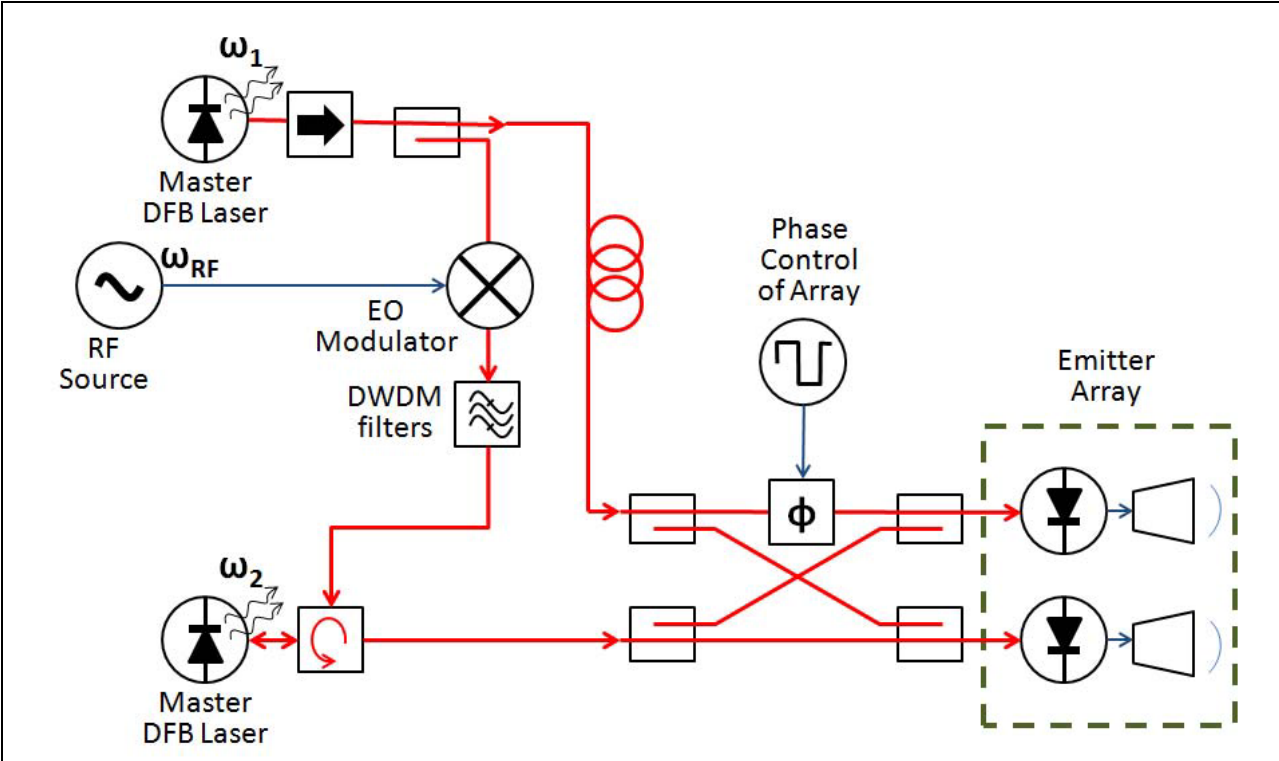 ω1
Master
DFB Laser
ωRF
RF
Source
EO
Modulator
DWDM
filters
Phase
Control
of Array
ϕ
Emitter
Array
ω2
Master
DFB Laser